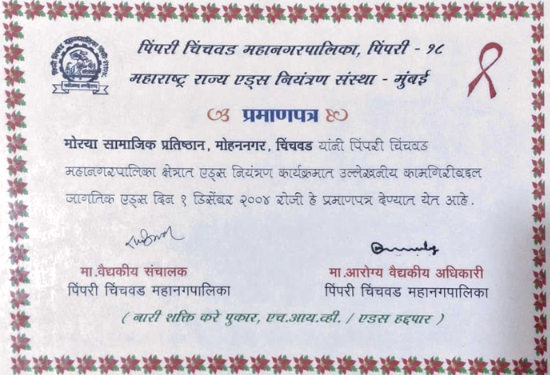 पिंपरी चिंचवड महानगरपालिका, पिंपरी - १८
महाराष्ट्र राज्य एड्स नियंत्रण संस्था - मुंबई
प्रमाणपत्र
मोरया सामाजिक प्रतिष्ठान, मोहननगर, चिंचवड यांनी पिंपरी चिंचवड
महानगरपालिका क्षेत्रात एड्स नियंत्रण कार्यक्रमात उल्लेखनीय कामगिरीबद्दल
जागतिक एड्स दिन १ डिसेंबर २००४ रोजी हे प्रमाणपत्र देण्यात येत आहे.
मा.वैद्यकीय संचालक
पिंपरी चिंचवड महानगपालिका
मा.आरोग्य वैद्यकीय अधिकारी
पिंपरी चिंचवड महानगपालिका
( नारी शक्ति करे पुकार, एच.आय.व्ही. / एडस हद्दपार )